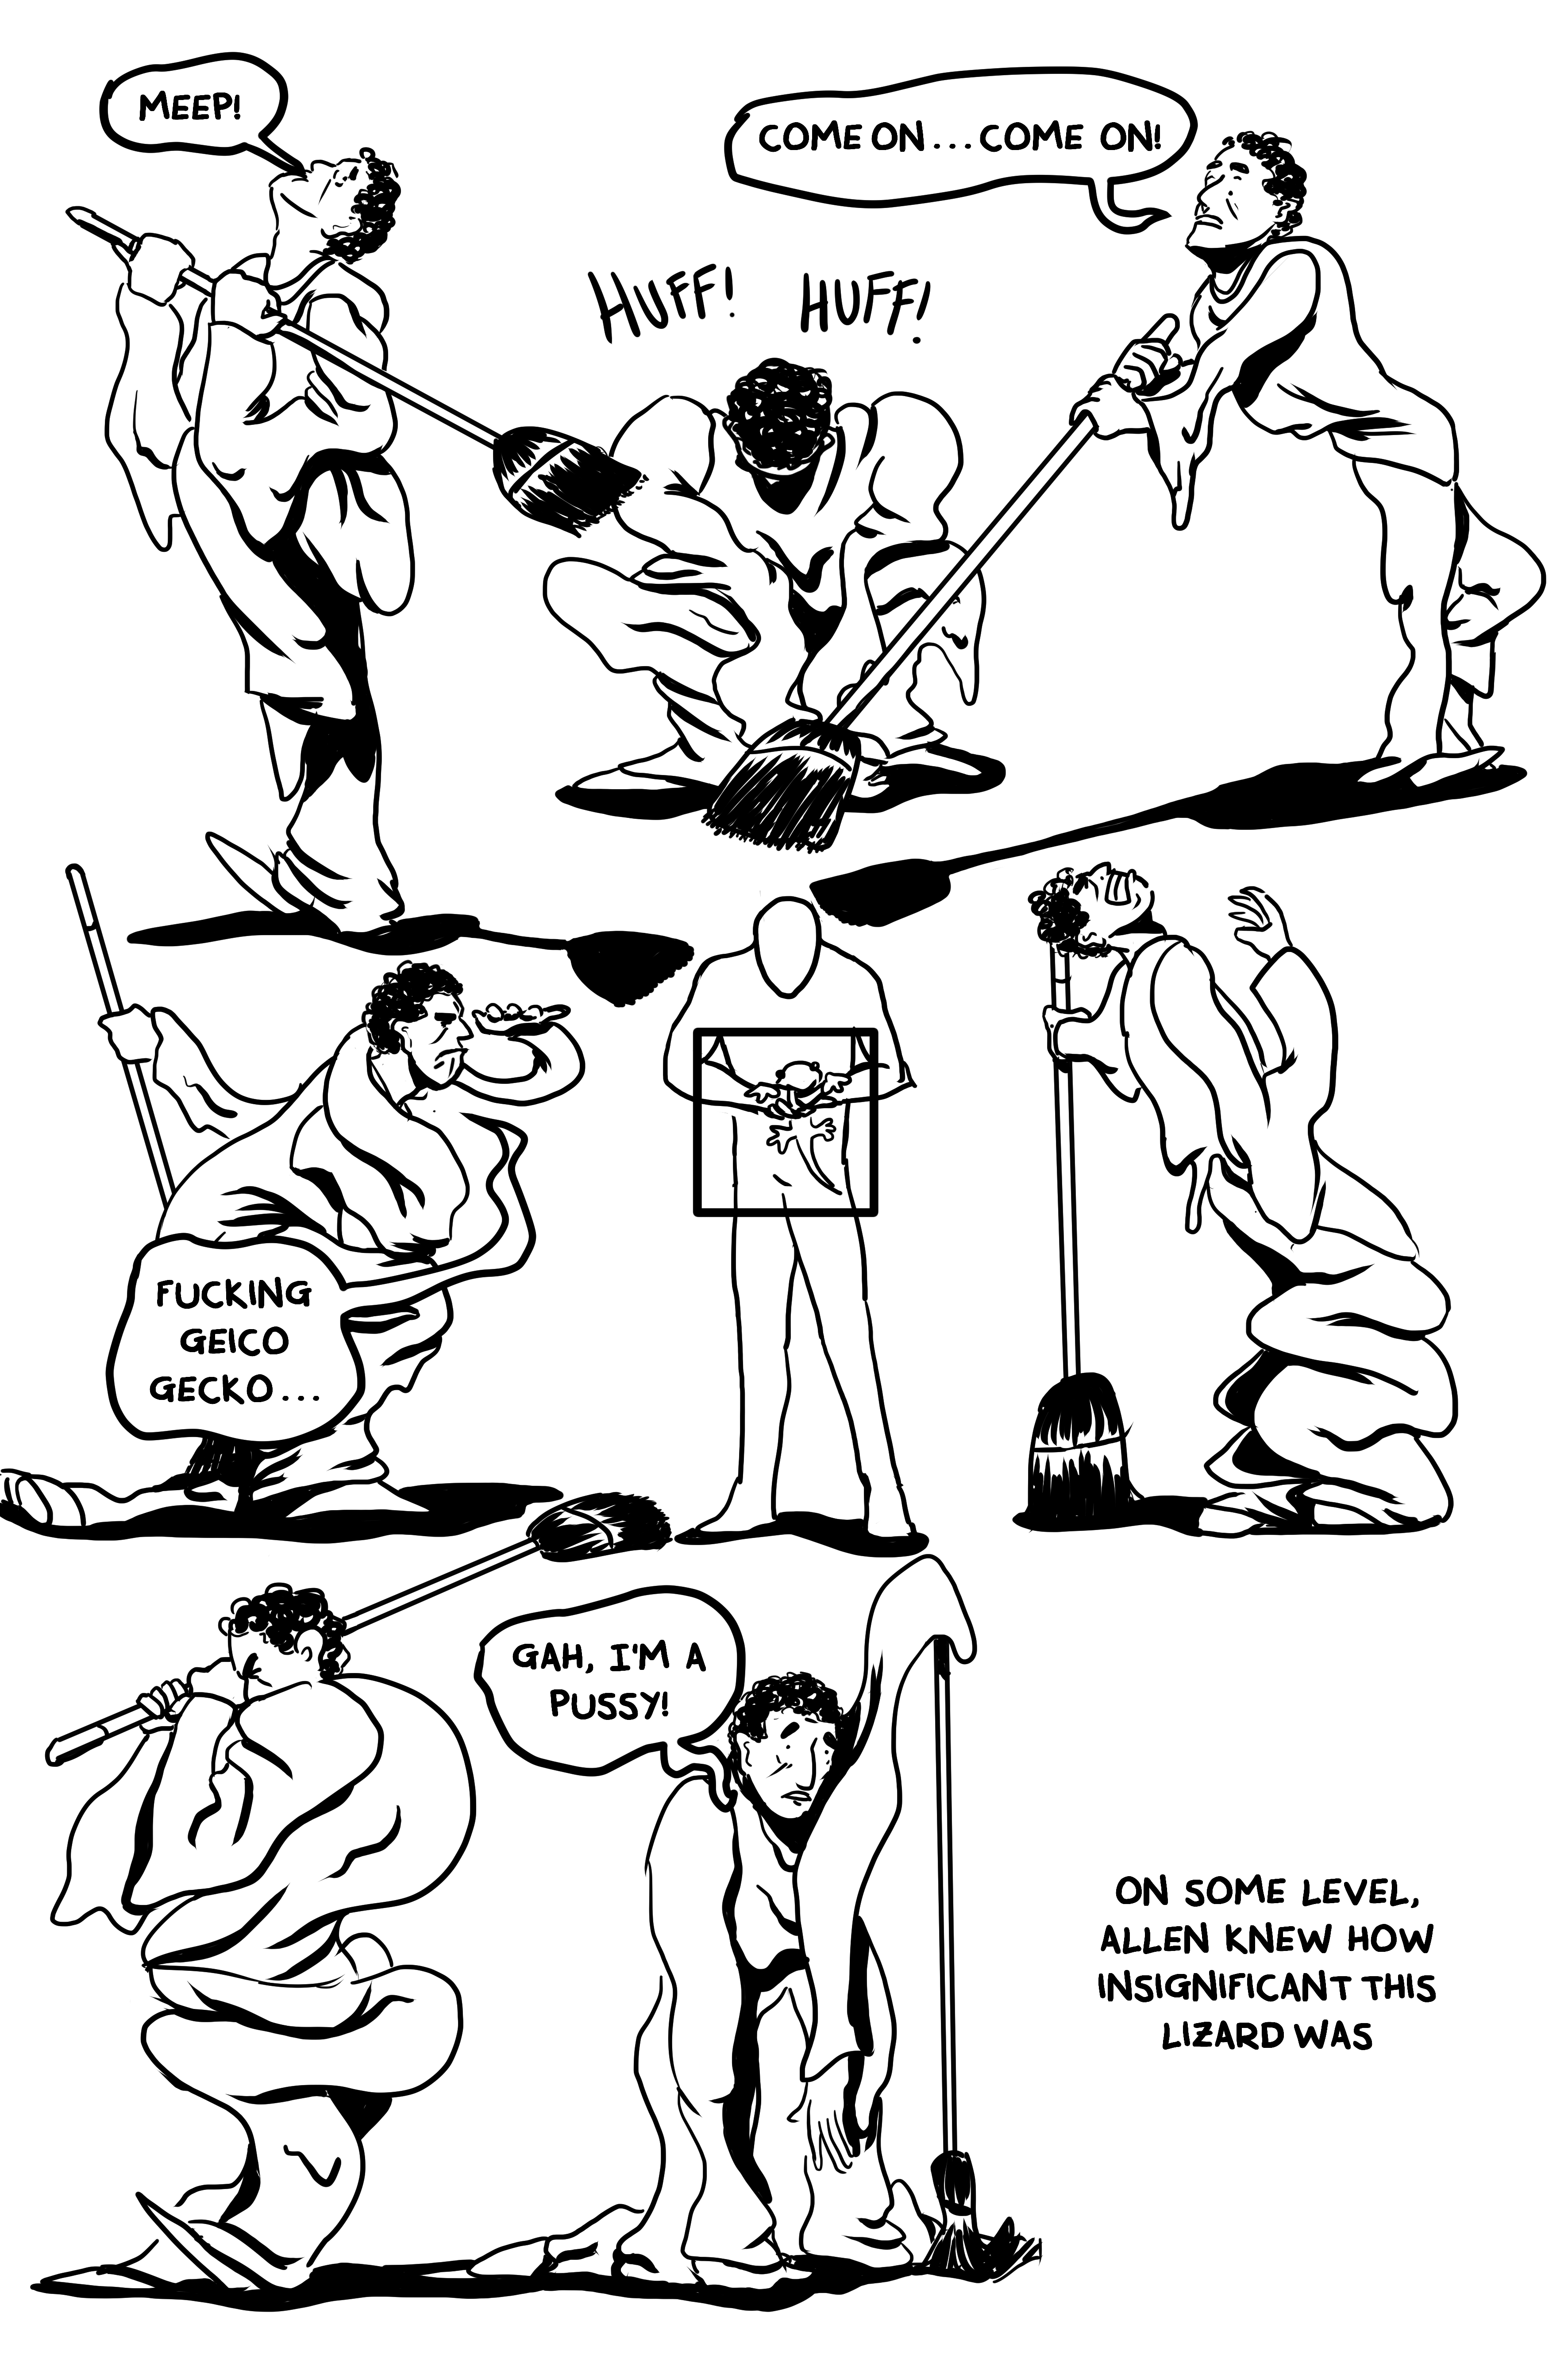 MEEP!
COME ON... COME ON!
HUFF! HUFF!
FUCKING
GEICO
GECKO...
GAH, I'M A
PUSSY!
ON SOME LEVEL,
ALLEN KNEW HOW
INSIGNIFICANT THIS
LIZARD WAS